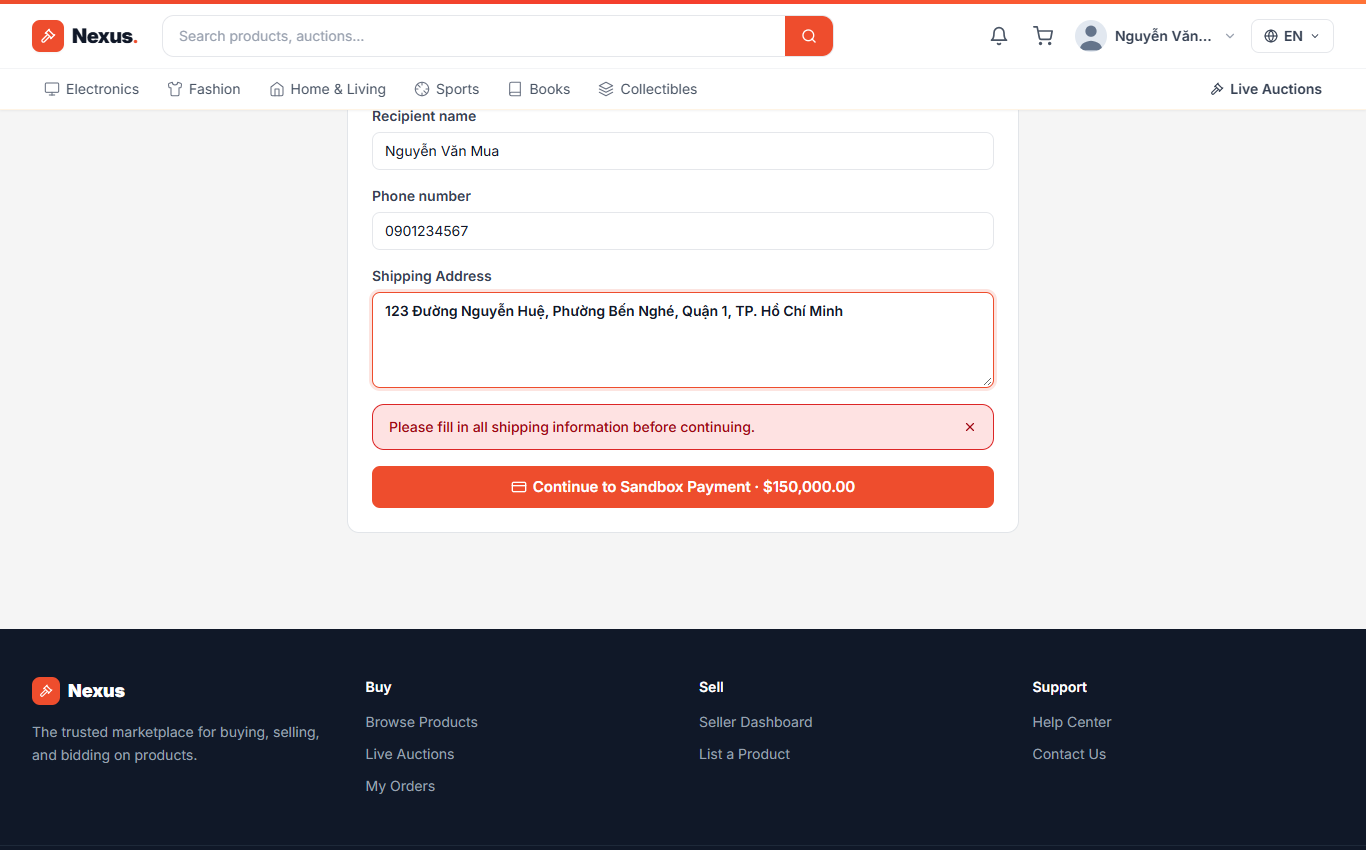 Nexus.
Search products, auctions...
Nguyễn Văn...
EN
Electronics
Fashion
Home & Living
Sports
Books
Collectibles
Live Auctions
Recipient name
Nguyễn Văn Mua
Phone number
0901234567
Shipping Address
123 Đường Nguyễn Huệ, Phường Bến Nghé, Quận 1, TP. Hồ Chí Minh
Please fill in all shipping information before continuing.
Continue to Sandbox Payment · $150,000.00
Nexus
The trusted marketplace for buying, selling,
and bidding on products.
Buy
Browse Products
Live Auctions
My Orders
Sell
Seller Dashboard
List a Product
Support
Help Center
Contact Us